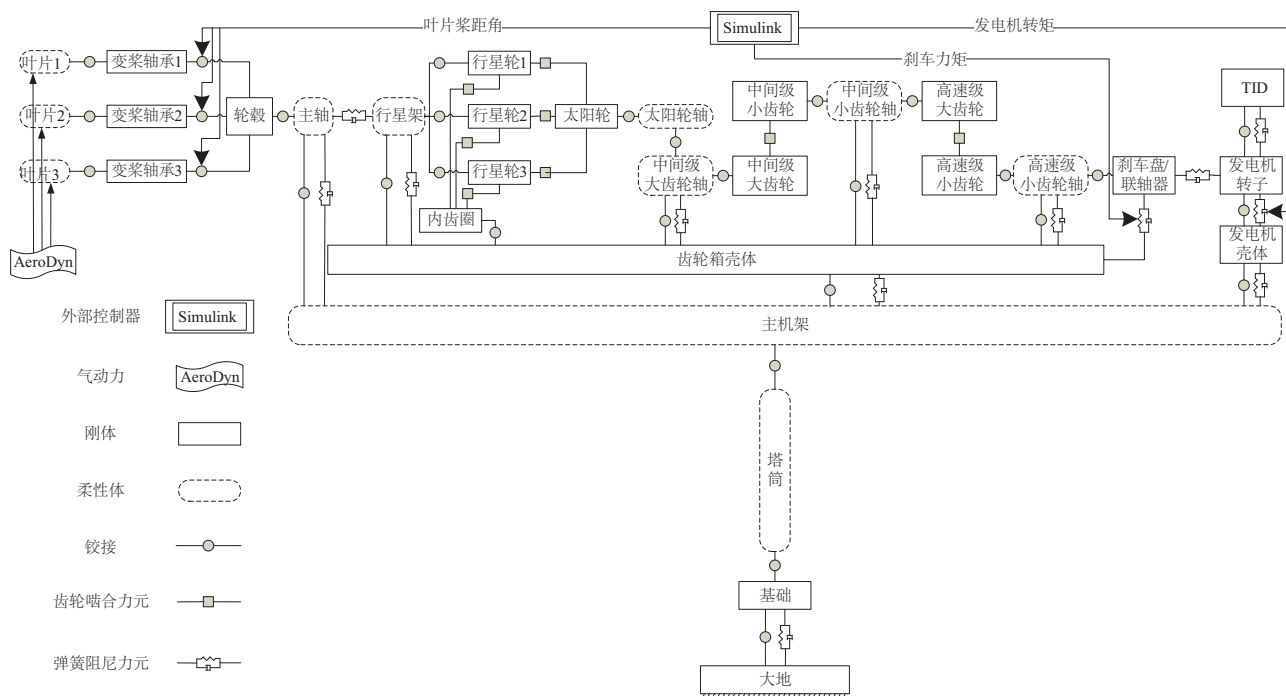 叶片桨距角
Simulink
发电机转矩
刹车力矩
叶片1
变桨轴承1
叶片2
变桨轴承2
叶片3
变桨轴承3
轮毂
主轴
行星架
行星轮1
行星轮2
行星轮3
内齿圈
太阳轮
太阳轮轴
中间级
大齿轮轴
中间级
大齿轮
中间级
小齿轮
中间级
小齿轮轴
高速级
大齿轮
高速级
小齿轮
高速级
小齿轮轴
刹车盘/
联轴器
TID
发电机
转子
发电机
壳体
AeroDyn
齿轮箱壳体
主机架
塔
筒
基础
大地
外部控制器
Simulink
气动力
AeroDyn
刚体
柔性体
铰接
齿轮啮合力元
弹簧阻尼力元